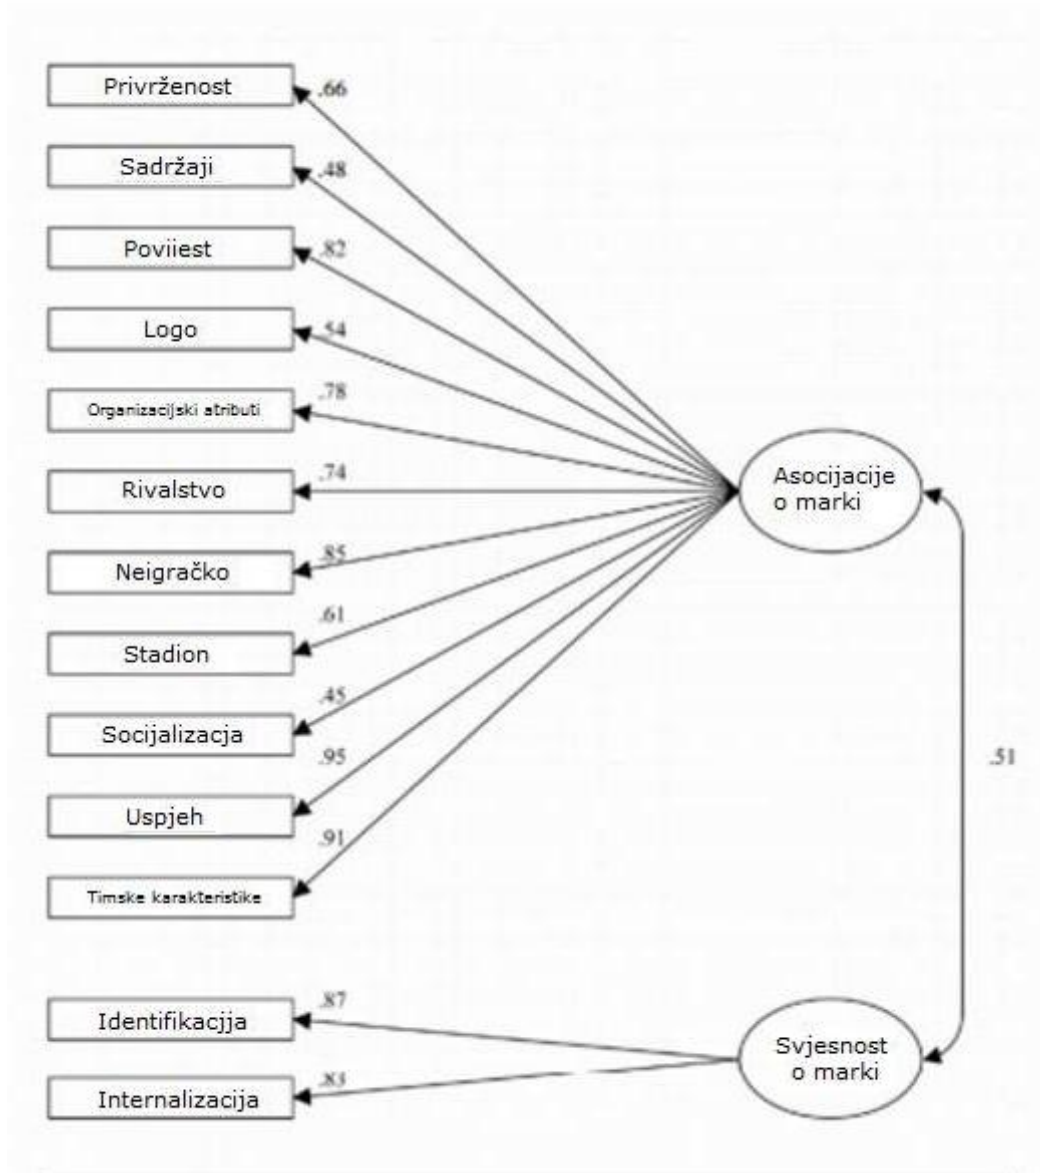 Privrženost
.66
Sadržaji
.48
Poviiest
.82
Logo
.54
Organizacijski atributi
.78
Rivalstvo
.74
Neigračko
.85
Stadion
.61
Socijalizacja
.45
Uspjeh
.95
Timske karakteristike
.91
Asocijacije
o marki
.51
Identifikacjja
.87
Internalizacija
.83
Svjesnost
o marki